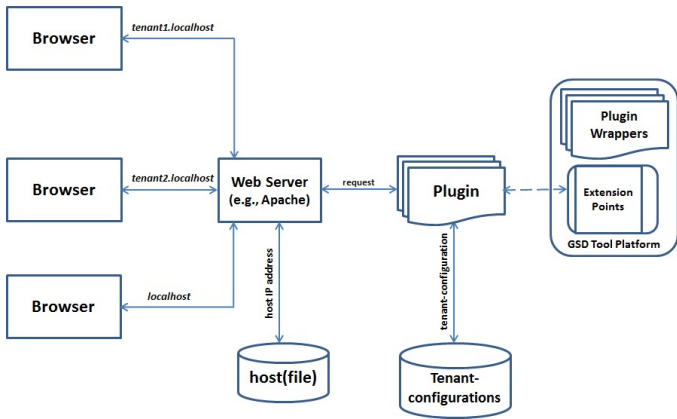 Browser
tenant1.localhost
Browser
tenant2.localhost
Browser
localhost
Web Server
(e.g., Apache)
host IP address
host(file)
request
Plugin
tenant-configuration
Tenant-
configurations
Plugin
Wrappers
Extension
Points
GSD Tool Platform